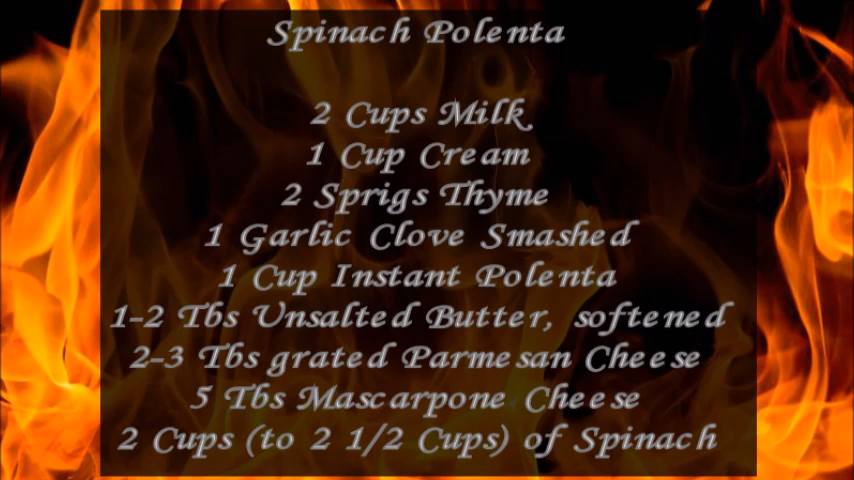 Spinach Polenta
2 Cups Milk
1 Cup Cream
2 Sprigs Thyme
1 Garlic Clove Smashed
1 Cup Instant Polenta
1-2 Tbs Unsalted Butter, softened
2-3 Tbs grated Parmesan Cheese
5 Tbs Mascarpone Cheese
2 Cups (to 2 1/2 Cups) of Spinach